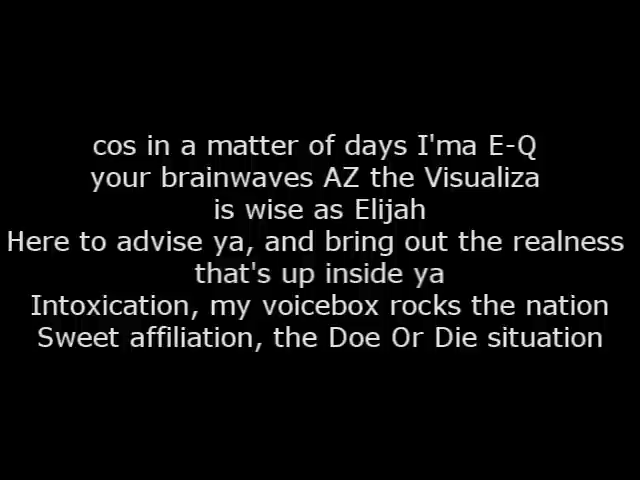 cos in a matter of days I'ma E-Q
your brainwaves AZ the Visualiza
is wise as Elijah
Here to advise ya, and bring out the realness
that's up inside ya
Intoxication, my voicebox rocks the nation
Sweet affiliation, the Doe Or Die situation